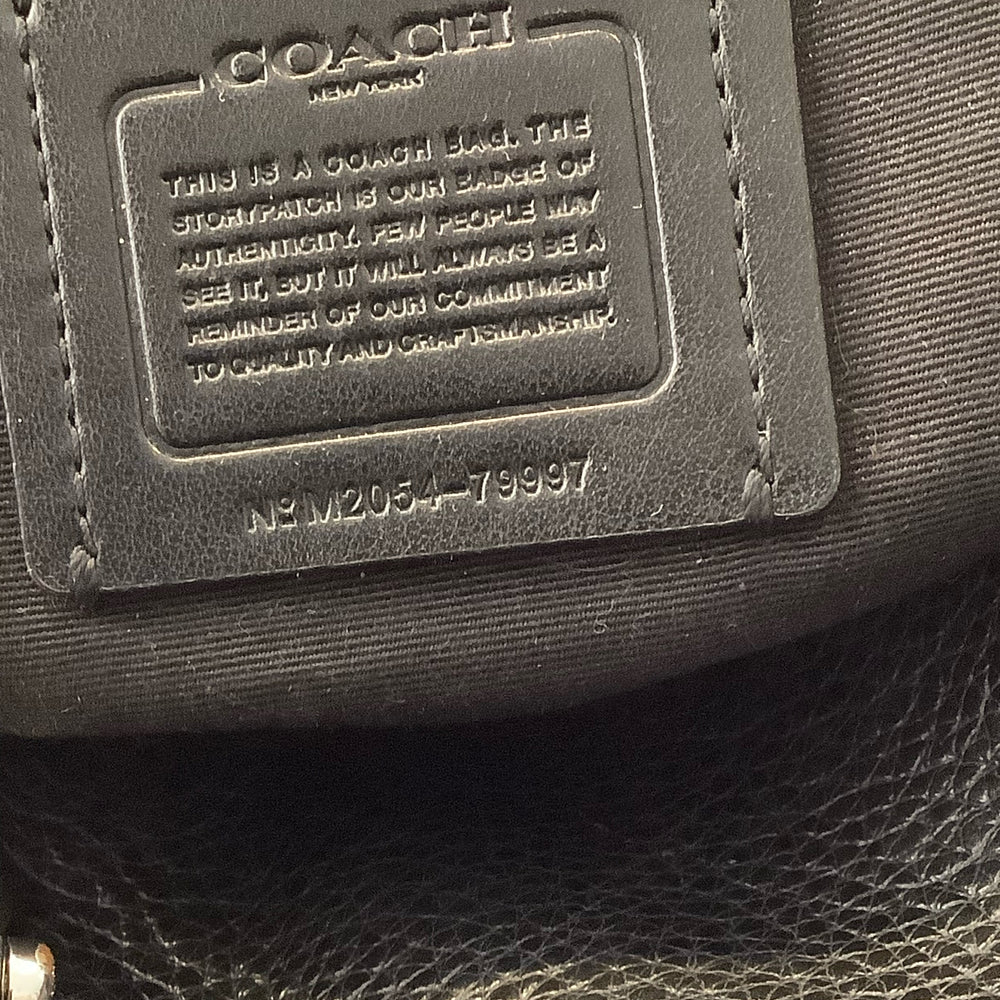 COACH
NEW YORK
THIS IS A COACH BAG. THE
STORYPATCH IS OUR BADGE OF
AUTHENTICITY. FEW PEOPLE MAY
SEE IT, BUT IT WILL ALWAYS BE A
REMINDER OF OUR COMMITMENT
TO QUALITY AND CRAFTSMANSHIP.
Nº M2054-79997